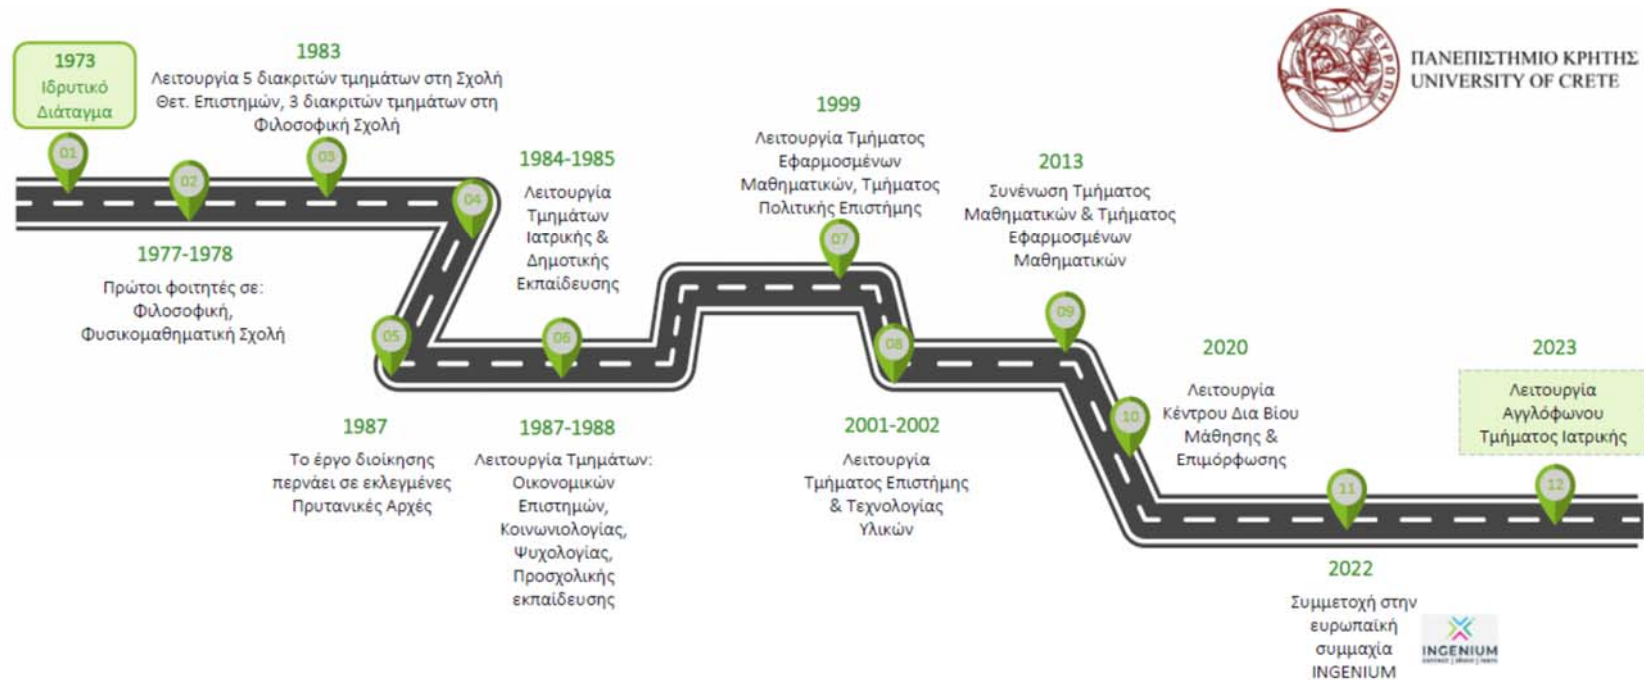 ΠΑΝΕΠΙΣΤΗΜΙΟ ΚΡΗΤΗΣ
UNIVERSITY OF CRETE
ΕΥΡΩΠΗ
1973
Ιδρυτικό
Διάταγμα
01
1977-1978
Πρώτοι φοιτητές σε:
Φιλοσοφική,
Φυσικομαθηματική Σχολή
02
1983
Λειτουργία 5 διακριτών τμημάτων στη Σχολή
Θετ. Επιστημών, 3 διακριτών τμημάτων στη
Φιλοσοφική Σχολή
03
1984-1985
Λειτουργία
Τμημάτων
Ιατρικής &
Δημοτικής
Εκπαίδευσης
04
1987
Το έργο διοίκησης
περνάει σε εκλεγμένες
Πρυτανικές Αρχές
05
1987-1988
Λειτουργία Τμημάτων:
Οικονομικών
Επιστημών,
Κοινωνιολογίας,
Ψυχολογίας,
Προσχολικής
εκπαίδευσης
06
1999
Λειτουργία Τμήματος
Εφαρμοσμένων
Μαθηματικών, Τμήματος
Πολιτικής Επιστήμης
07
2001-2002
Λειτουργία
Τμήματος Επιστήμης
& Τεχνολογίας
Υλικών
08
2013
Συνένωση Τμήματος
Μαθηματικών & Τμήματος
Εφαρμοσμένων
Μαθηματικών
09
2020
Λειτουργία
Κέντρου Δια Βίου
Μάθησης &
Επιμόρφωσης
10
2022
Συμμετοχή στην
ευρωπαϊκή
συμμαχία
INGENIUM
11
INGENIUM
2023
Λειτουργία
Αγγλόφωνου
Τμήματος Ιατρικής
12